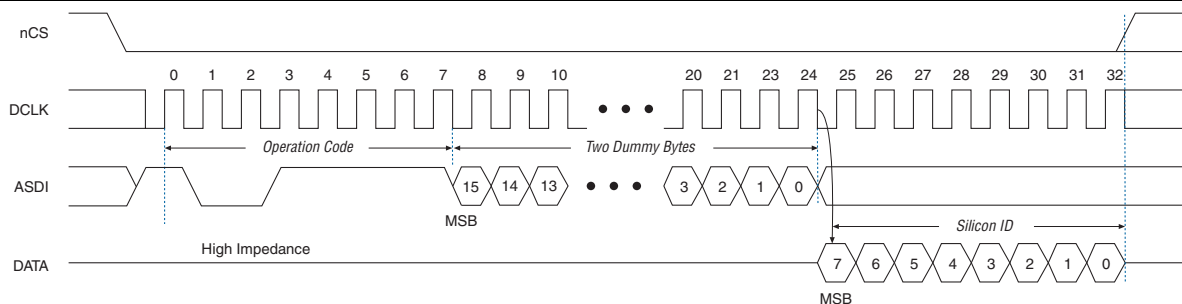 nCS
0 1 2 3 4 5 6 7 8 9 10 20 21 23 24 25 26 27 28 29 30 31 32
DCLK
Operation Code Two Dummy Bytes
ASDI 15 14 13 3 2 1 0
MSB
Silicon ID
High Impedance
DATA 7 6 5 4 3 2 1 0
MSB